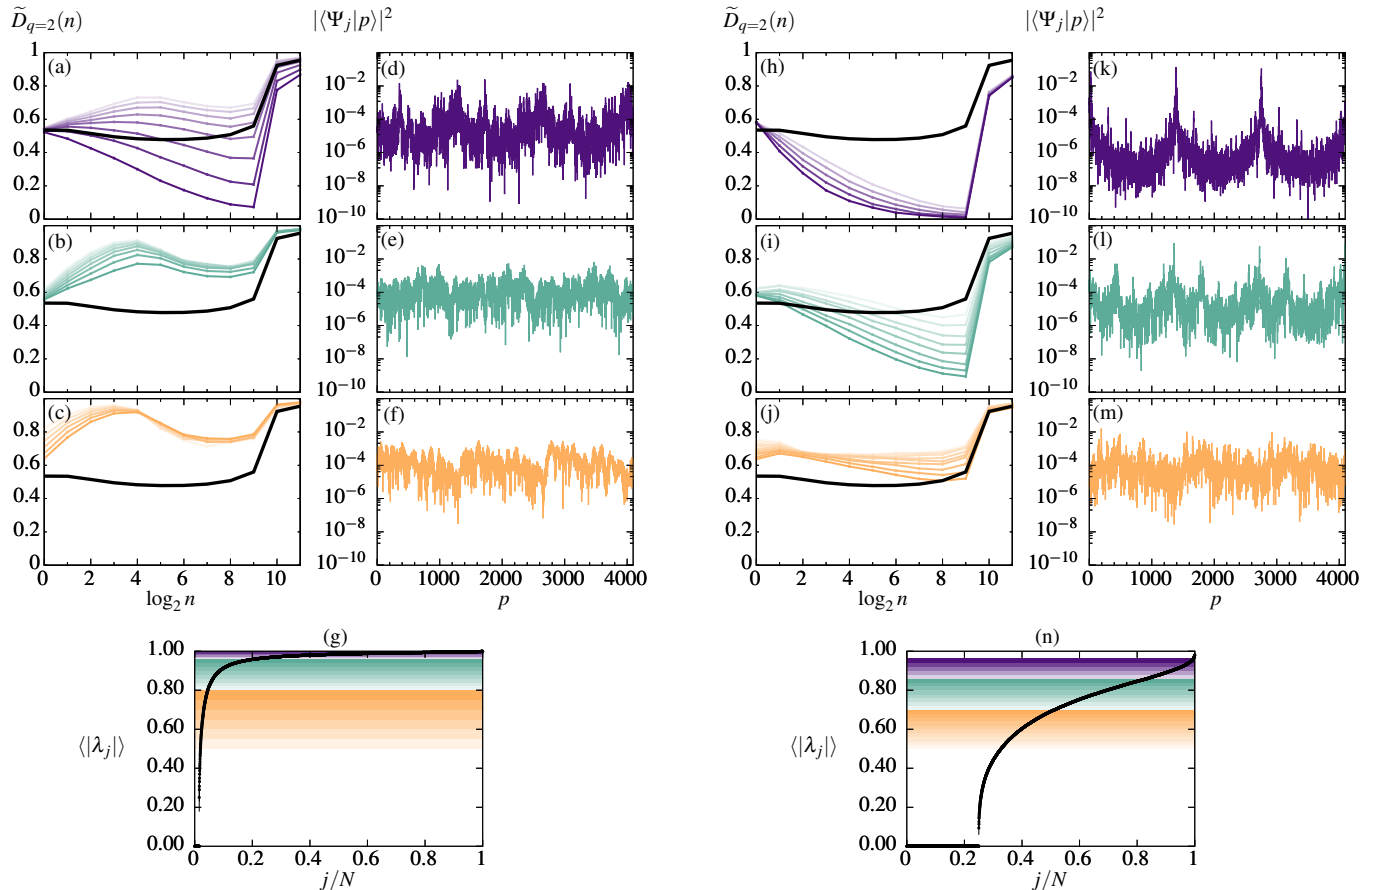 D̃q=2(n)
|⟨Ψj|p⟩|²
D̃q=2(n)
|⟨Ψj|p⟩|²
(a)
1
0.8
0.6
0.4
0.2
0
(d)
10−2
10−4
10−6
10−8
10−10
(h)
1
0.8
0.6
0.4
0.2
0
(k)
10−2
10−4
10−6
10−8
10−10
(b)
0.8
0.6
0.4
0.2
0
(e)
10−2
10−4
10−6
10−8
10−10
(i)
0.8
0.6
0.4
0.2
0
(l)
10−2
10−4
10−6
10−8
10−10
(c)
0.8
0.6
0.4
0.2
0
0 2 4 6 8 10
log2 n
(f)
10−2
10−4
10−6
10−8
10−10
0 1000 2000 3000 4000
p
(j)
0.8
0.6
0.4
0.2
0
0 2 4 6 8 10
log2 n
(m)
10−2
10−4
10−6
10−8
10−10
0 1000 2000 3000 4000
p
(g)
⟨|λj|⟩
1.00
0.80
0.60
0.40
0.20
0.00
0 0.2 0.4 0.6 0.8 1
j/N
(n)
⟨|λj|⟩
1.00
0.80
0.60
0.40
0.20
0.00
0 0.2 0.4 0.6 0.8 1
j/N